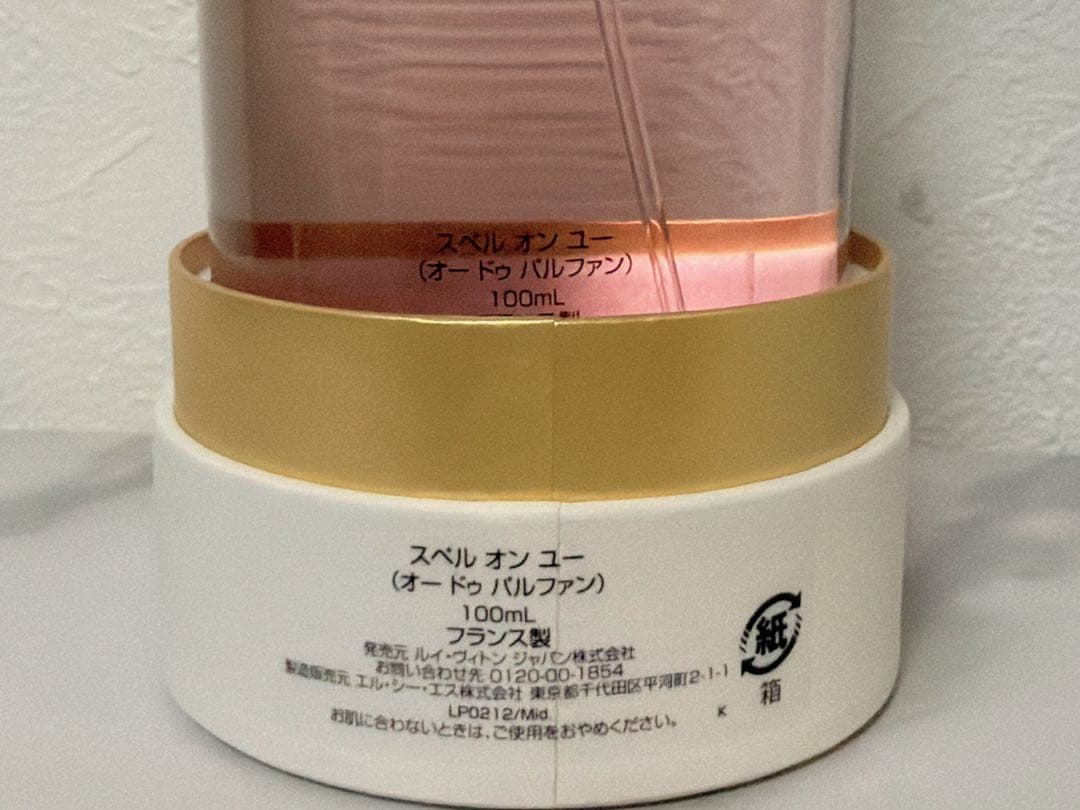 スペル オン ユー
(オー ドゥ パルファン)
100mL
スペル オン ユー
(オー ドゥ パルファン)
100mL
フランス製
発売元 ルイ・ヴィトン ジャパン株式会社
お問い合わせ先 0120-00-1854
製造販売元 エル・シー・エス株式会社 東京都千代田区平河町2-1-1
LP0212/Mid.
お肌に合わないときは、ご使用をおやめください。
K
紙
箱